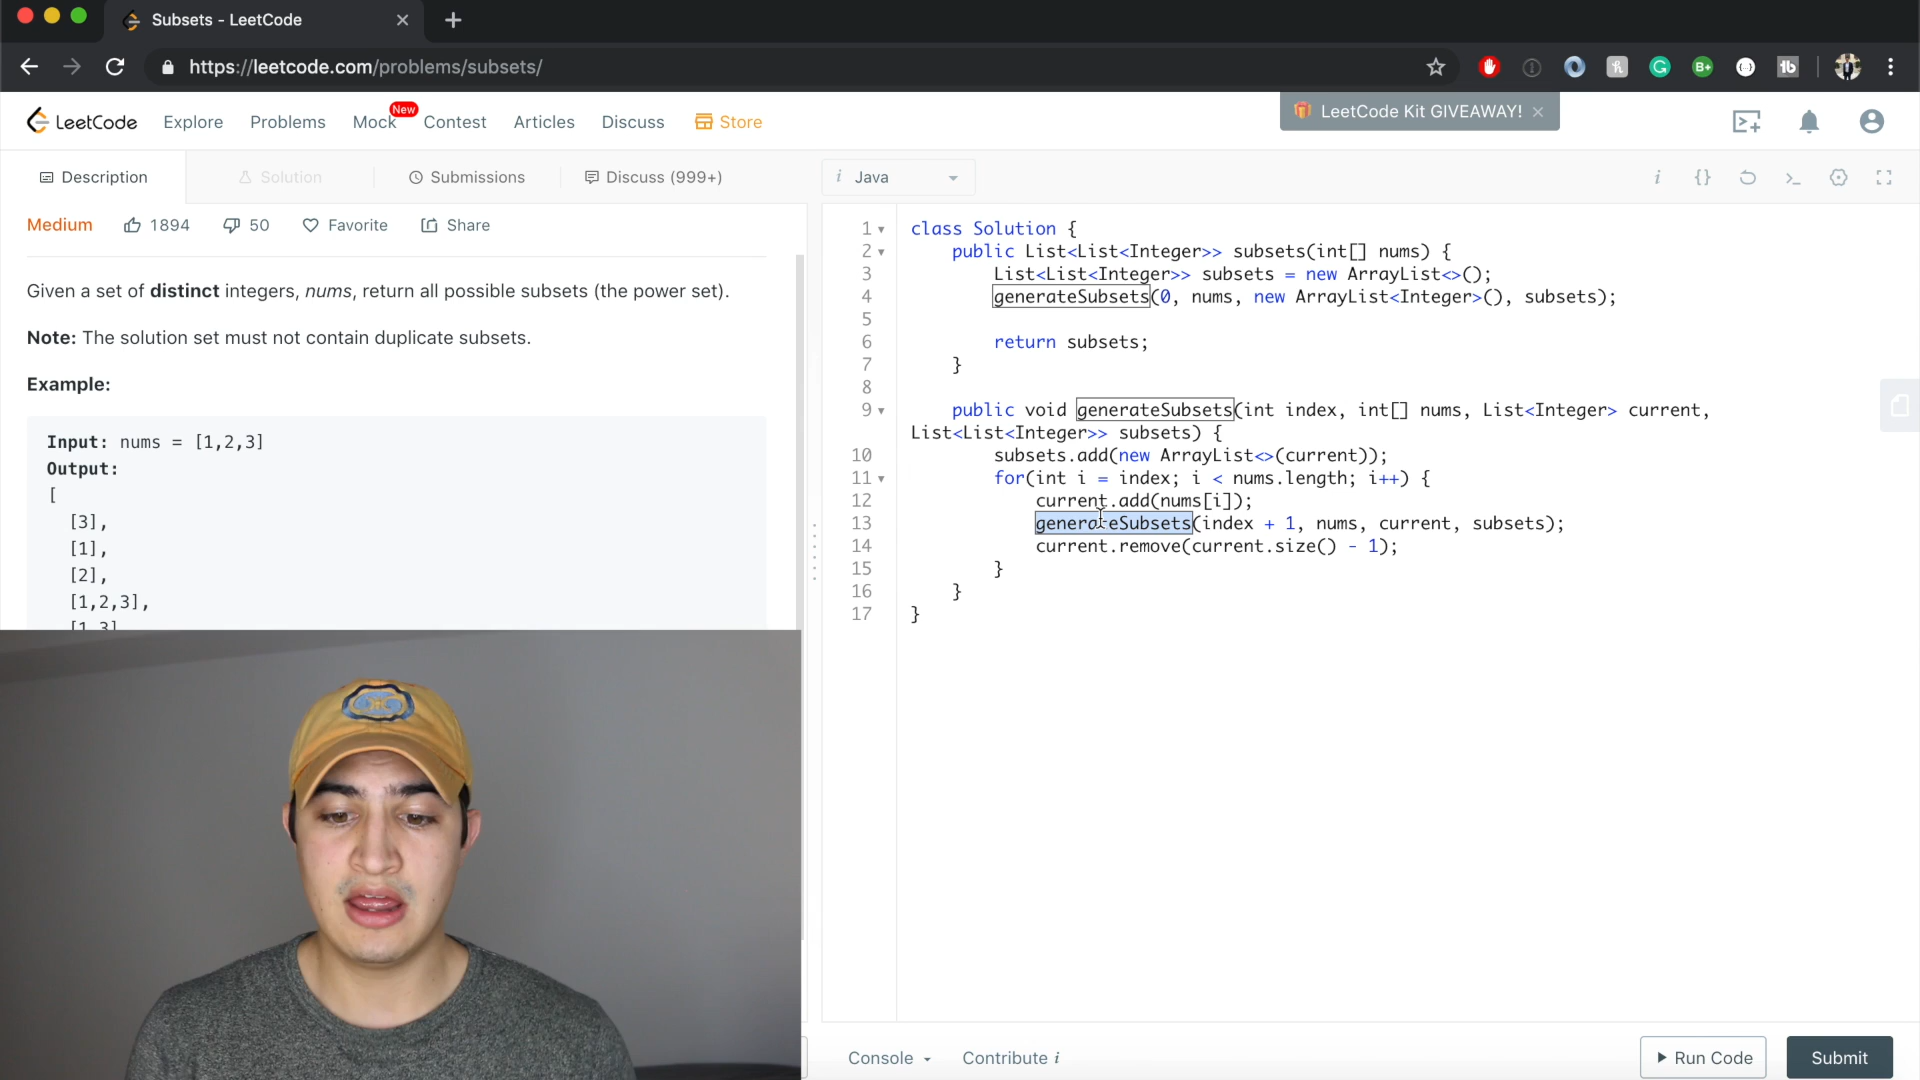 Subsets - LeetCode
https://leetcode.com/problems/subsets/
LeetCode Explore Problems Mock New Contest Articles Discuss Store
LeetCode Kit GIVEAWAY!
Description Solution Submissions Discuss (999+)
i Java
Medium 1894 50 Favorite Share
Given a set of distinct integers, nums, return all possible subsets (the power set).
Note: The solution set must not contain duplicate subsets.
Example:
Input: nums = [1,2,3]
Output:
[
[3],
[1],
[2],
[1,2,3],
[1,3]
1 class Solution {
2 public List<List<Integer>> subsets(int[] nums) {
3 List<List<Integer>> subsets = new ArrayList<>();
4 generateSubsets(0, nums, new ArrayList<Integer>(), subsets);
5
6 return subsets;
7 }
8
9 public void generateSubsets(int index, int[] nums, List<Integer> current,
List<List<Integer>> subsets) {
10 subsets.add(new ArrayList<>(current));
11 for(int i = index; i < nums.length; i++) {
12 current.add(nums[i]);
13 generateSubsets(index + 1, nums, current, subsets);
14 current.remove(current.size() - 1);
15 }
16 }
17 }
Console Contribute i
Run Code Submit